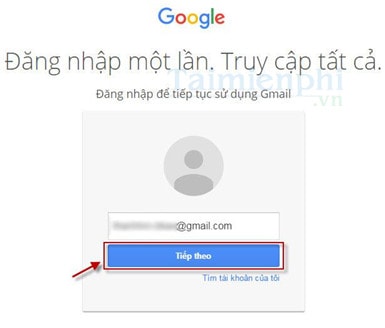 Google
Đăng nhập một lần. Truy cập tất cả.
Taimienphi
.vn
Đăng nhập để tiếp tục sử dụng Gmail
@gmail.com
Tiếp theo
Tìm tài khoản của tôi